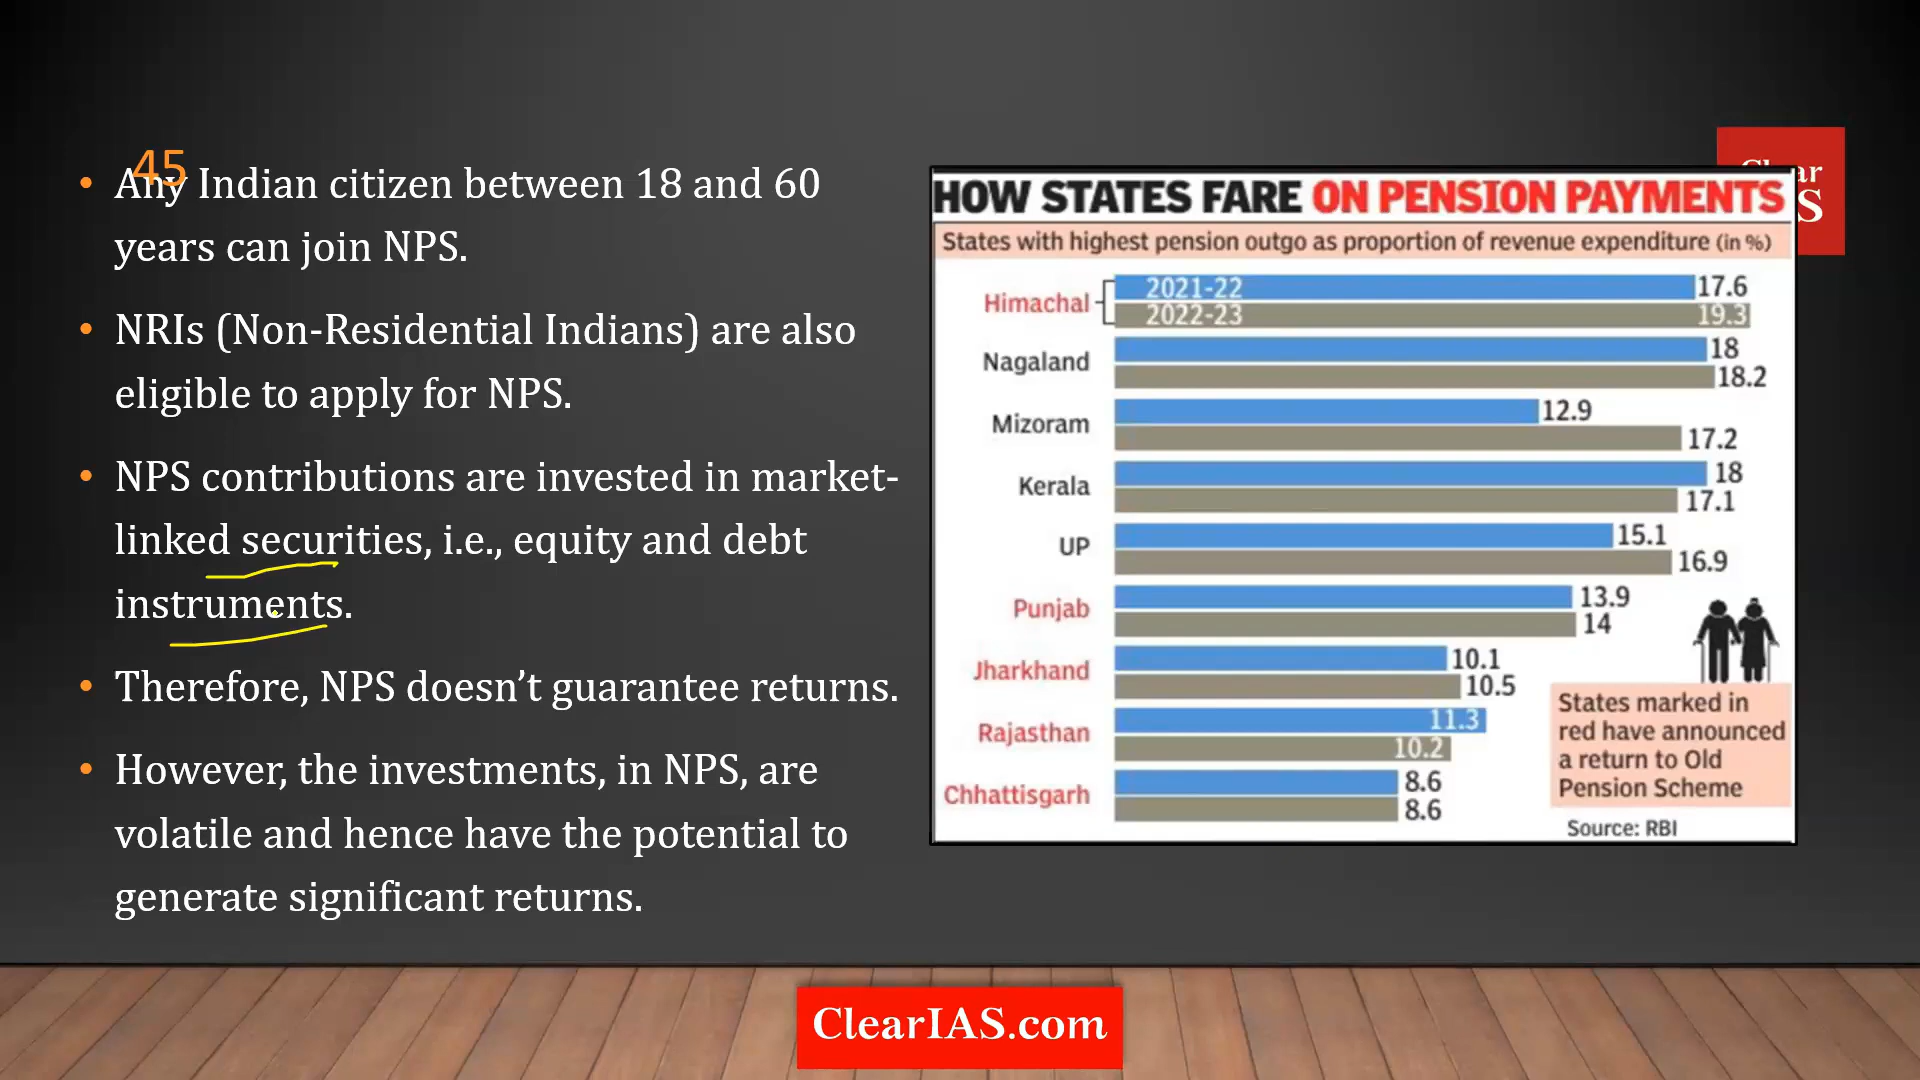 45
• Any Indian citizen between 18 and 60
years can join NPS.
• NRIs (Non-Residential Indians) are also
eligible to apply for NPS.
• NPS contributions are invested in market-
linked securities, i.e., equity and debt
instruments.
• Therefore, NPS doesn’t guarantee returns.
• However, the investments, in NPS, are
volatile and hence have the potential to
generate significant returns.
HOW STATES FARE ON PENSION PAYMENTS
States with highest pension outgo as proportion of revenue expenditure (in %)
Himachal
2021-22 17.6
2022-23 19.3
Nagaland
18
18.2
Mizoram
12.9
17.2
Kerala
18
17.1
UP
15.1
16.9
Punjab
13.9
14
Jharkhand
10.1
10.5
Rajasthan
11.3
10.2
Chhattisgarh
8.6
8.6
States marked in
red have announced
a return to Old
Pension Scheme
Source: RBI
ClearIAS.com